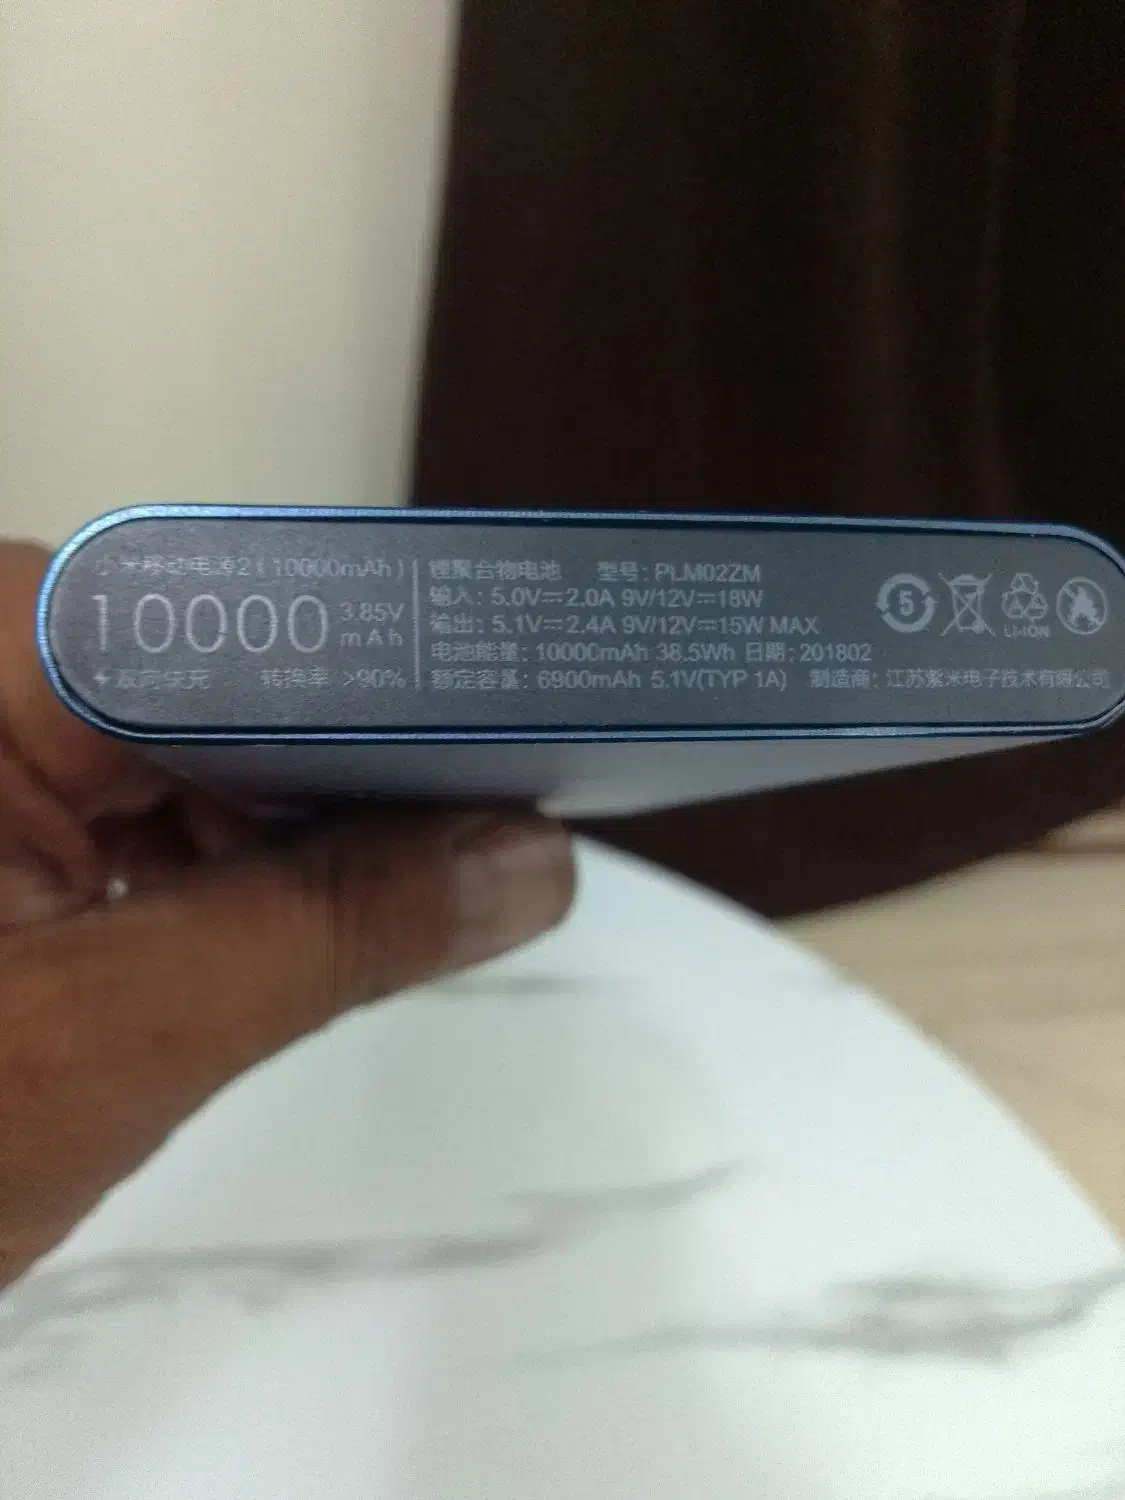 小米移动电源2(10000mAh)
10000 3.85V mAh
双向快充 转换率 >90%
锂聚合物电池 型号: PLM02ZM
输入: 5.0V⎓2.0A 9V/12V⎓18W
输出: 5.1V⎓2.4A 9V/12V⎓15W MAX
电池能量: 10000mAh 38.5Wh 日期: 201802
额定容量: 6900mAh 5.1V(TYP 1A) 制造商: 江苏紫米电子技术有限公司
5
LI-ION